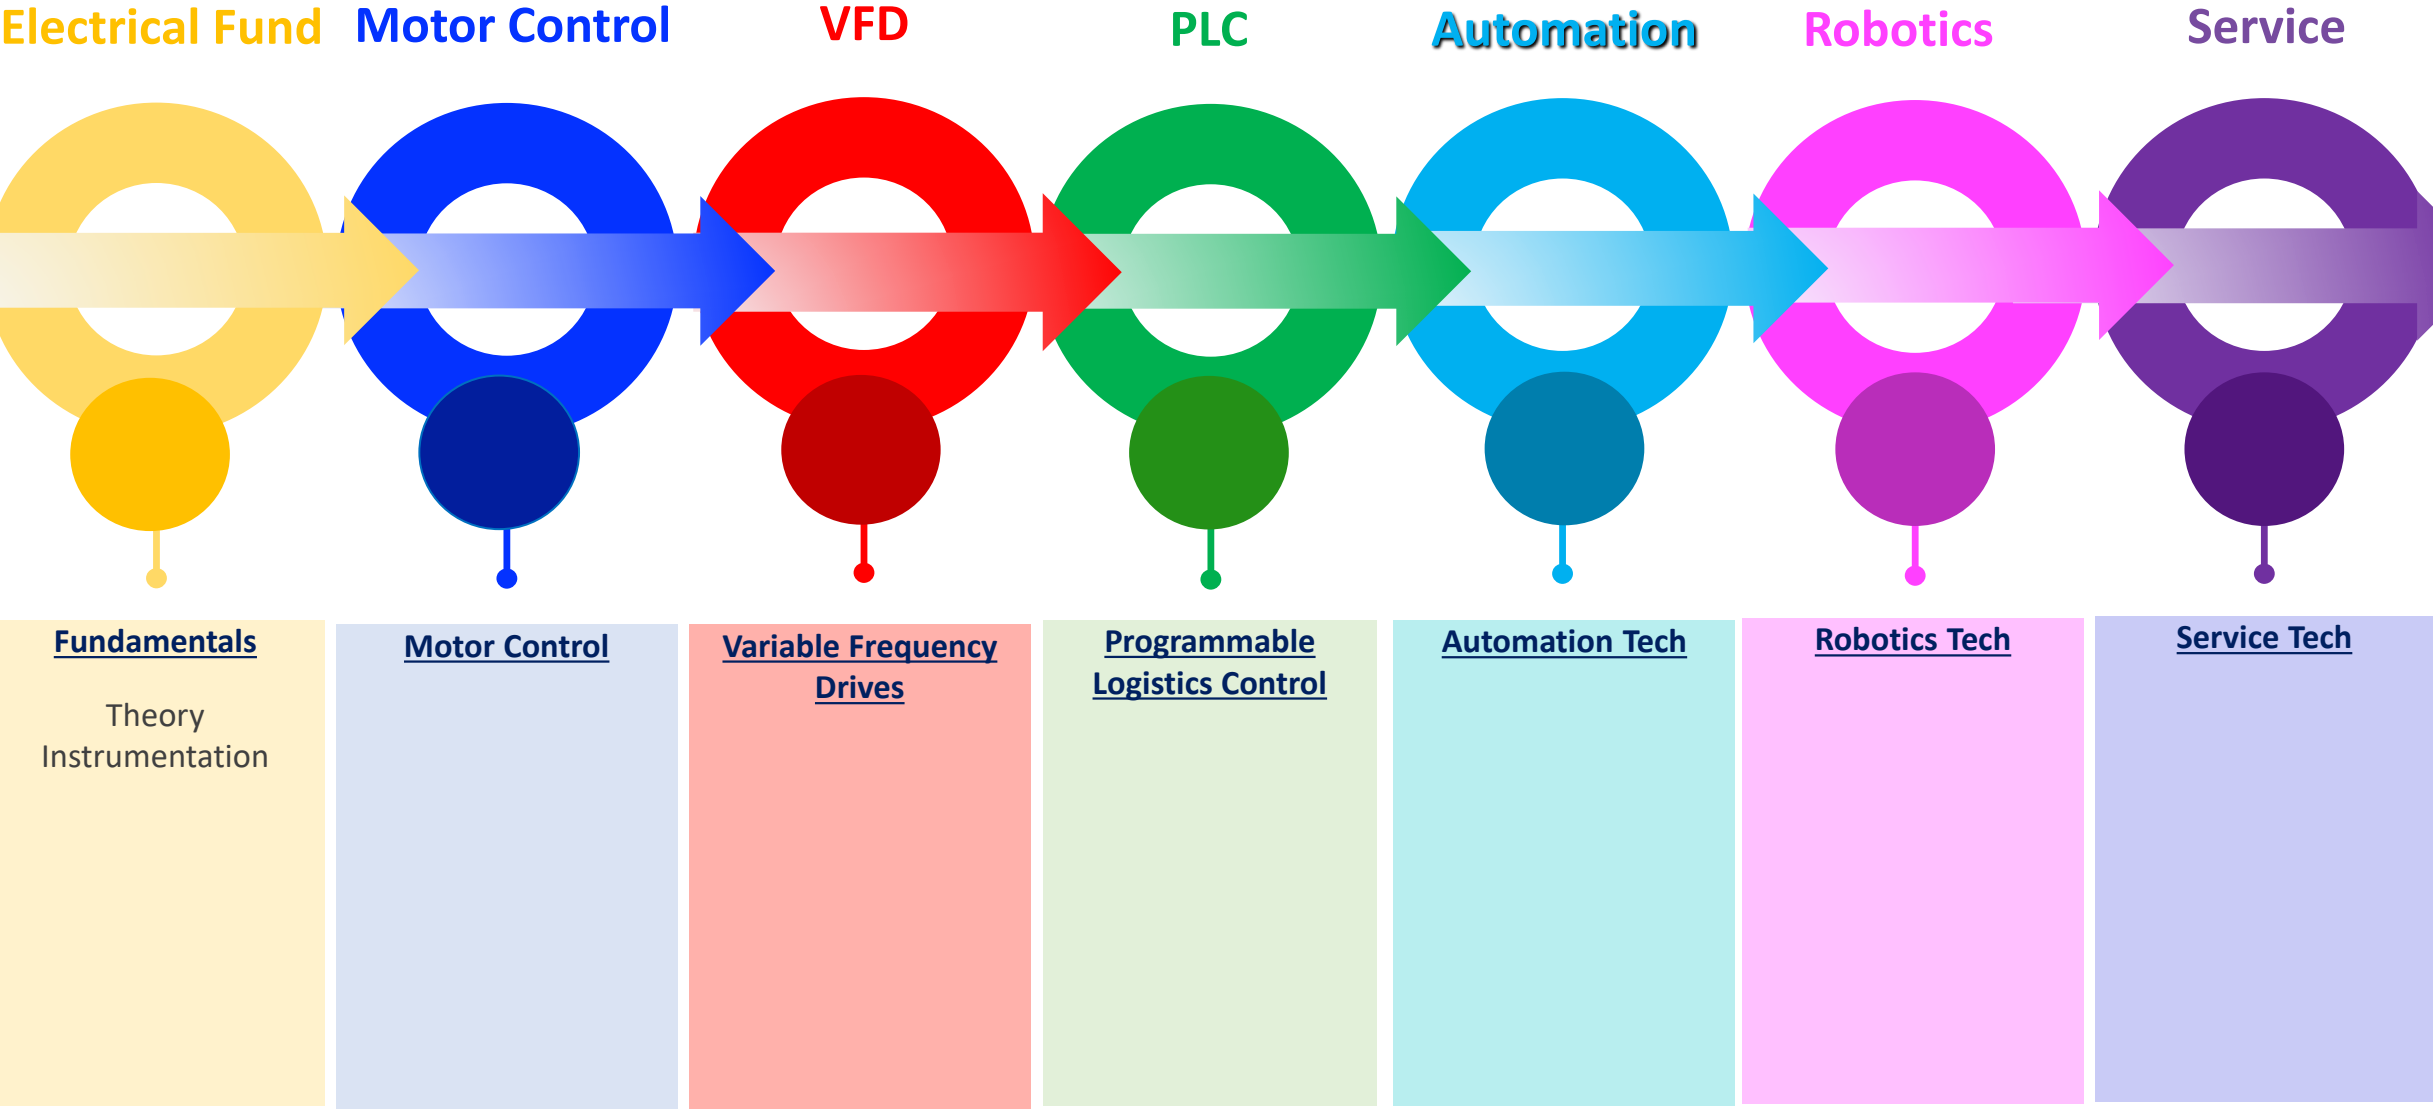 Electrical Fund
Motor Control
VFD
PLC
Automation
Robotics
Service
Fundamentals
Theory
Instrumentation
Motor Control
Variable Frequency
Drives
Programmable
Logistics Control
Automation Tech
Robotics Tech
Service Tech